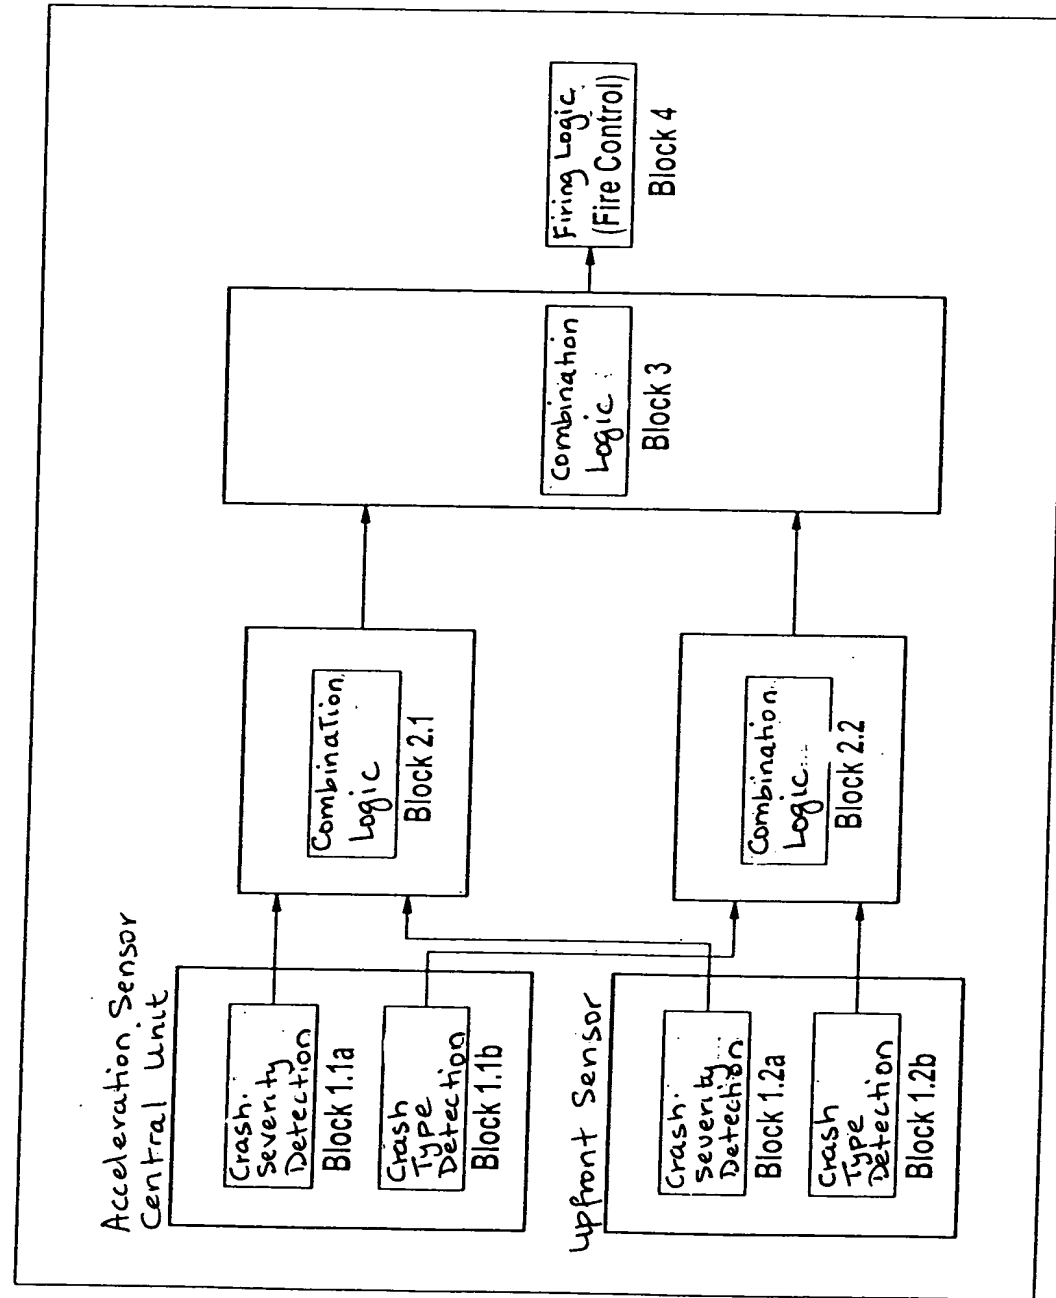 Acceleration Sensor
Central Unit
Crash
Severity
Detection
Block 1.1a
Crash
Type
Detection
Block 1.1b
Upfront Sensor
Crash
Severity
Detection
Block 1.2a
Crash
Type
Detection
Block 1.2b
Combination
Logic
Block 2.1
Combination
Logic
Block 2.2
Combination
Logic
Block 3
Firing Logic
(Fire Control)
Block 4